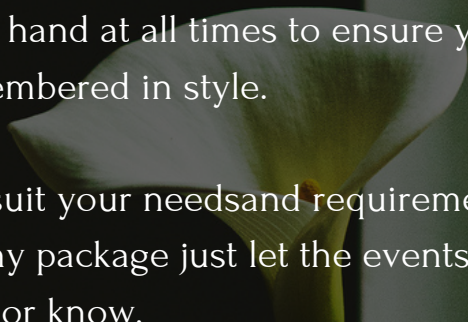 hand at all times to ensure y
embered in style.
suit your needsand requireme
ny package just let the events
or know.